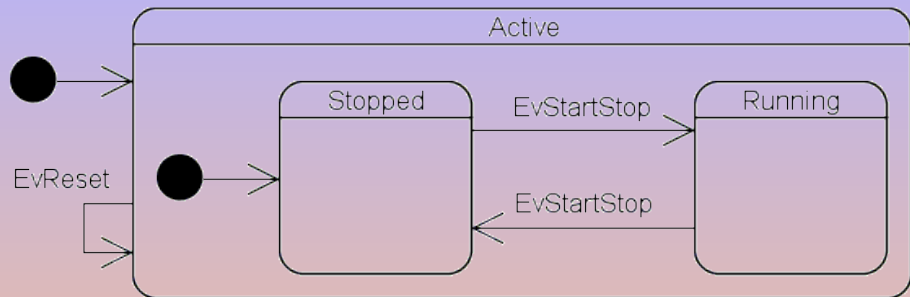 Active
Stopped
EvStartStop
Running
EvReset
EvStartStop